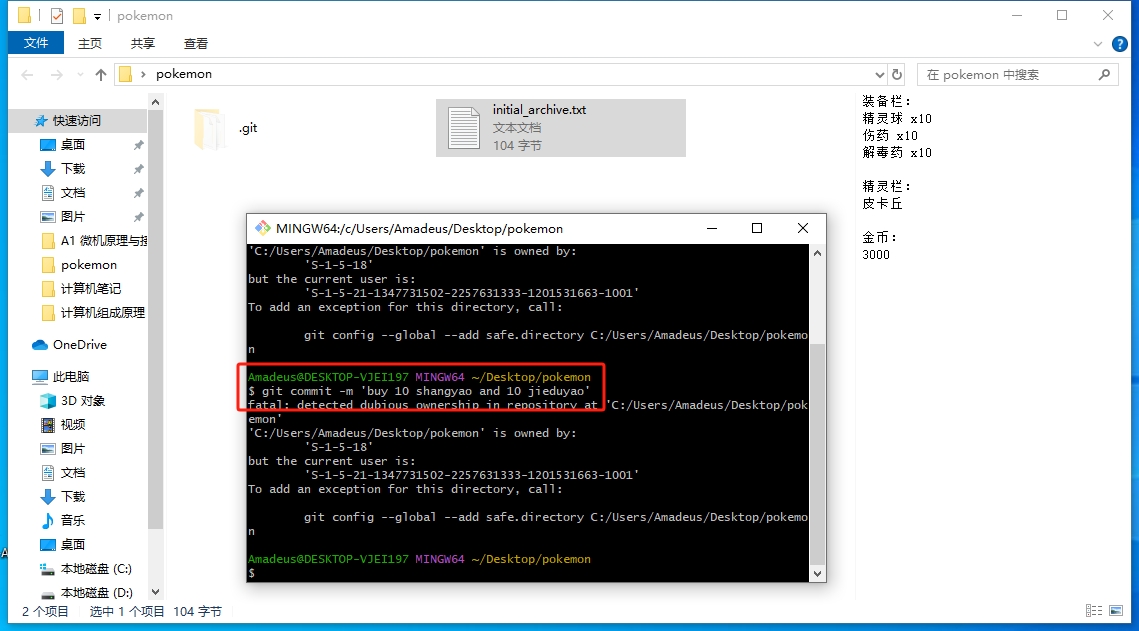 pokemon
文件 主页 共享 查看
pokemon
在 pokemon 中搜索
快速访问
桌面
下载
文档
图片
A1 微机原理与接
pokemon
计算机笔记
计算机组成原理
OneDrive
此电脑
3D 对象
视频
图片
文档
下载
音乐
桌面
本地磁盘 (C:)
本地磁盘 (D:)
.git
initial_archive.txt
文本文档
104 字节
装备栏：
精灵球 x10
伤药 x10
解毒药 x10
精灵栏：
皮卡丘
金币：
3000
MINGW64:/c/Users/Amadeus/Desktop/pokemon
'C:/Users/Amadeus/Desktop/pokemon' is owned by:
'S-1-5-18'
but the current user is:
'S-1-5-21-1347731502-2257631333-1201531663-1001'
To add an exception for this directory, call:
git config --global --add safe.directory C:/Users/Amadeus/Desktop/pokemo
n
Amadeus@DESKTOP-VJEI197 MINGW64 ~/Desktop/pokemon
$ git commit -m 'buy 10 shangyao and 10 jieduyao'
fatal: detected dubious ownership in repository at 'C:/Users/Amadeus/Desktop/pok
emon'
'C:/Users/Amadeus/Desktop/pokemon' is owned by:
'S-1-5-18'
but the current user is:
'S-1-5-21-1347731502-2257631333-1201531663-1001'
To add an exception for this directory, call:
git config --global --add safe.directory C:/Users/Amadeus/Desktop/pokemo
n
Amadeus@DESKTOP-VJEI197 MINGW64 ~/Desktop/pokemon
$
2 个项目 选中 1 个项目 104 字节